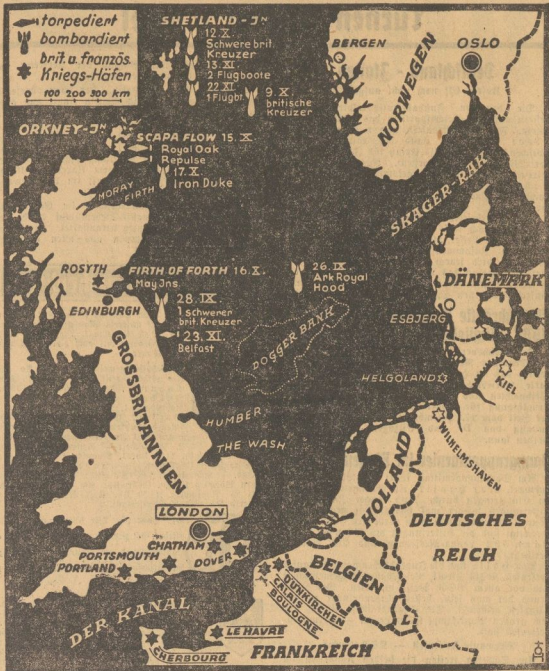 torpediert
bombardiert
brit. u. französ.
Kriegs-Häfen
0 100 200 300 km
SHETLAND-Jn
12.X.
Schwere brit.
Kreuzer
13.XI.
2 Flugboote
22.XI.
1 Flugbt.
9.X.
britische
Kreuzer
BERGEN
OSLO
NORWEGEN
ORKNEY-Jn
SCAPA FLOW 15.X.
Royal Oak
Repulse
17.X.
Iron Duke
MORAY
FIRTH
SKAGER-RAK
ROSYTH
FIRTH OF FORTH 16.X.
May Jns.
EDINBURGH
28.IX.
1 schwerer
brit. Kreuzer
23.XI.
Belfast
26.IX.
Ark Royal
Hood
DÄNEMARK
ESBJERG
DOGGER BANK
GROSSBRITANNIEN
HELGOLAND
KIEL
HUMBER
THE WASH
WILHELMSHAVEN
HOLLAND
LONDON
DEUTSCHES
REICH
CHATHAM
PORTSMOUTH
DOVER
PORTLAND
BELGIEN
DÜNKIRCHEN
CALAIS
BOULOGNE
L
DER KANAL
LE HAVRE
CHERBOURG
FRANKREICH